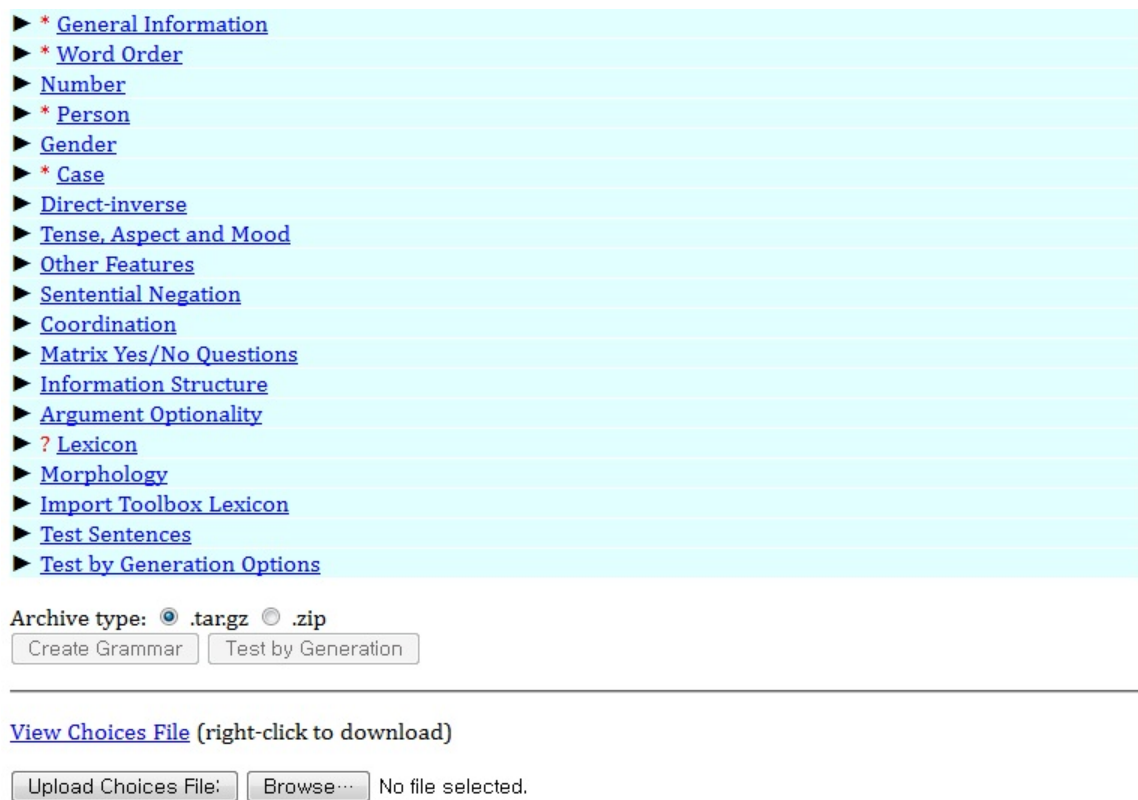 ► * General Information
► * Word Order
► Number
► * Person
► Gender
► * Case
► Direct-inverse
► Tense, Aspect and Mood
► Other Features
► Sentential Negation
► Coordination
► Matrix Yes/No Questions
► Information Structure
► Argument Optionality
► ? Lexicon
► Morphology
► Import Toolbox Lexicon
► Test Sentences
► Test by Generation Options
Archive type: .tar.gz .zip
Create Grammar Test by Generation
View Choices File (right-click to download)
Upload Choices File: Browse… No file selected.